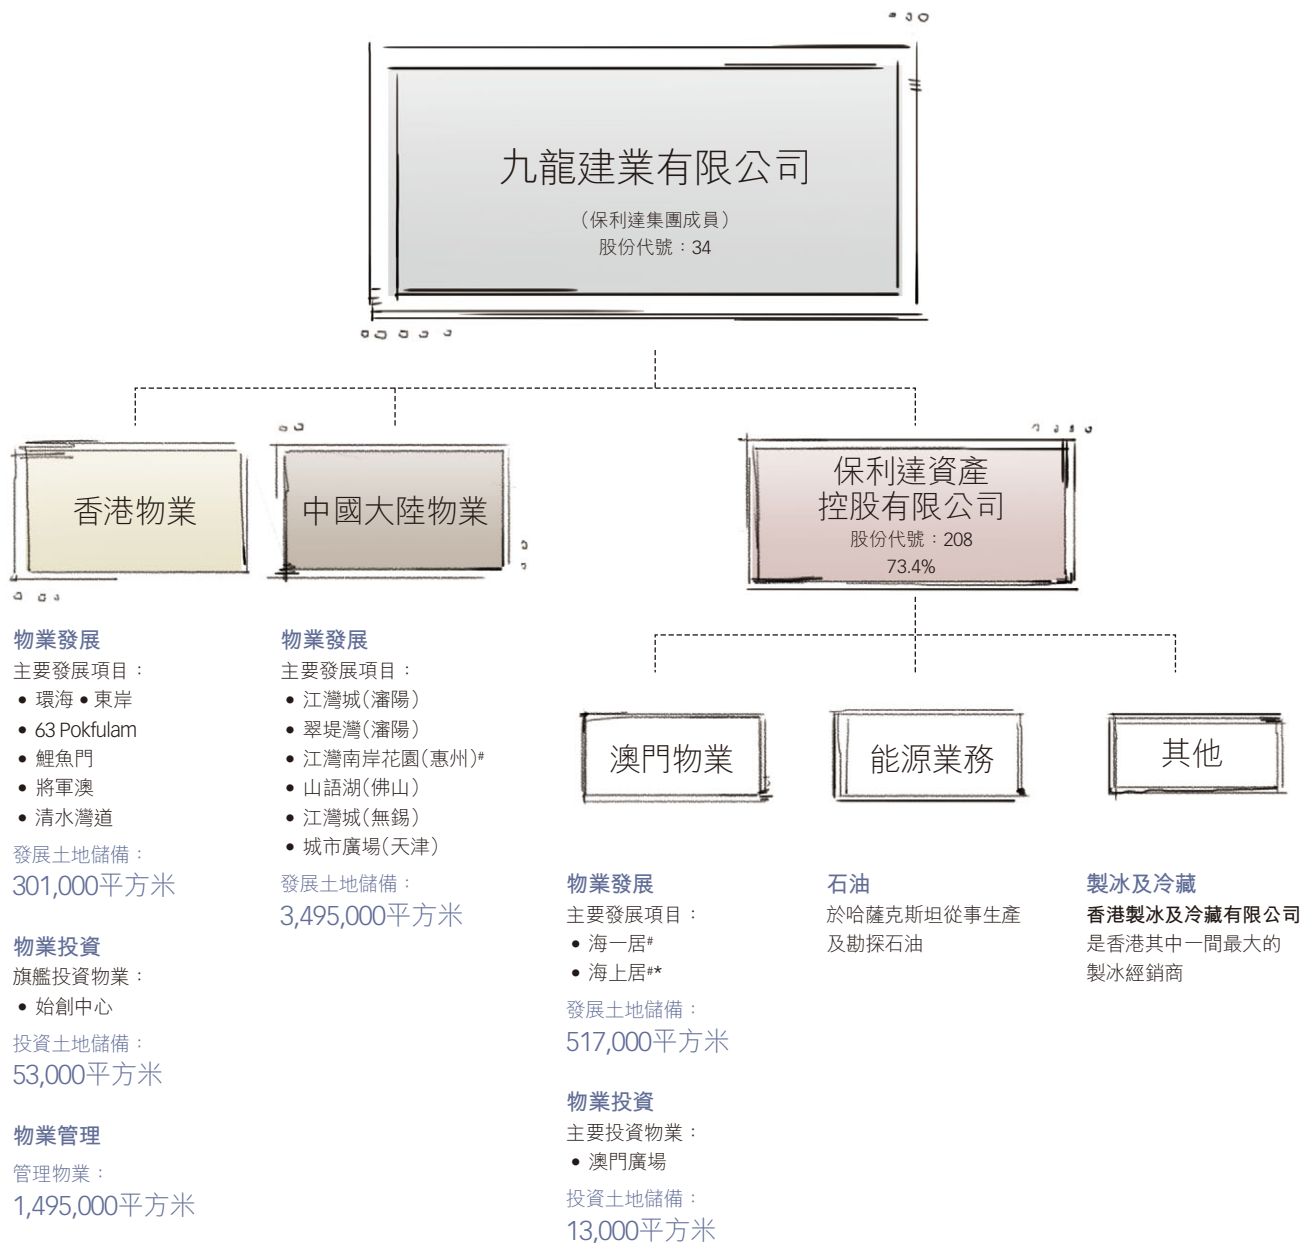 九龍建業有限公司
（保利達集團成員）
股份代號：34
香港物業
中國大陸物業
保利達資產
控股有限公司
股份代號：208
73.4%
物業發展
主要發展項目：
• 環海 • 東岸
• 63 Pokfulam
• 鯉魚門
• 將軍澳
• 清水灣道
發展土地儲備：
301,000平方米
物業投資
旗艦投資物業：
• 始創中心
投資土地儲備：
53,000平方米
物業管理
管理物業：
1,495,000平方米
物業發展
主要發展項目：
• 江灣城（瀋陽）
• 翠堤灣（瀋陽）
• 江灣南岸花園（惠州）#
• 山語湖（佛山）
• 江灣城（無錫）
• 城市廣場（天津）
發展土地儲備：
3,495,000平方米
澳門物業
能源業務
其他
物業發展
主要發展項目：
• 海一居#
• 海上居#*
發展土地儲備：
517,000平方米
物業投資
主要投資物業：
• 澳門廣場
投資土地儲備：
13,000平方米
石油
於哈薩克斯坦從事生產
及勘探石油
製冰及冷藏
香港製冰及冷藏有限公司
是香港其中一間最大的
製冰經銷商